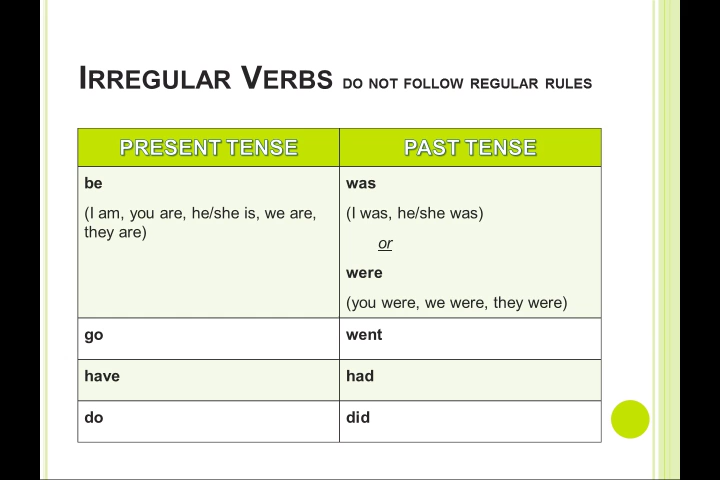 IRREGULAR VERBS DO NOT FOLLOW REGULAR RULES
PRESENT TENSE
PAST TENSE
be
(I am, you are, he/she is, we are,
they are)
was
(I was, he/she was)
or
were
(you were, we were, they were)
go
went
have
had
do
did